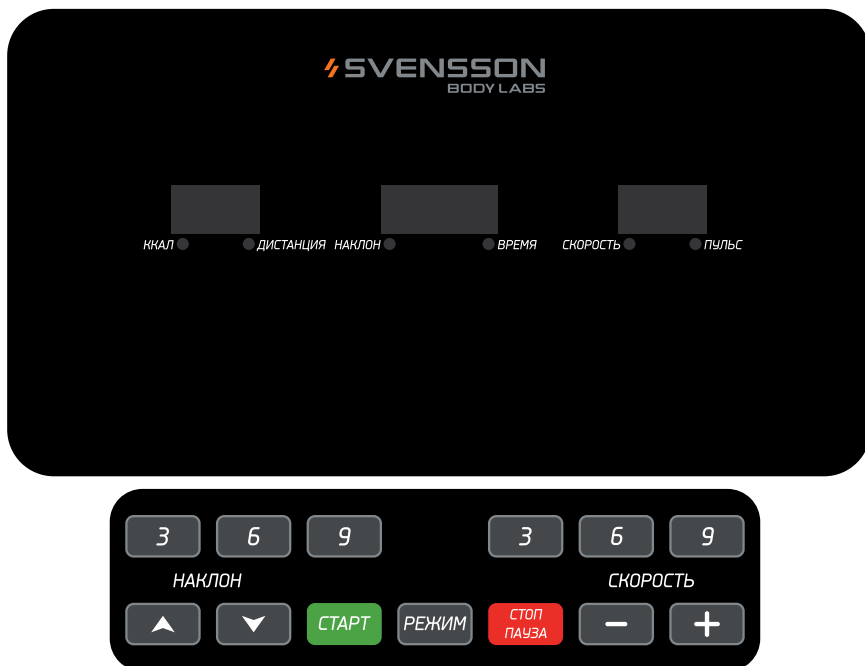 SVENSSON
BODY LABS
ККАЛ ДИСТАНЦИЯ НАКЛОН ВРЕМЯ СКОРОСТЬ ПУЛЬС
3 6 9 3 6 9
НАКЛОН СКОРОСТЬ
СТАРТ РЕЖИМ СТОП ПАУЗА − +